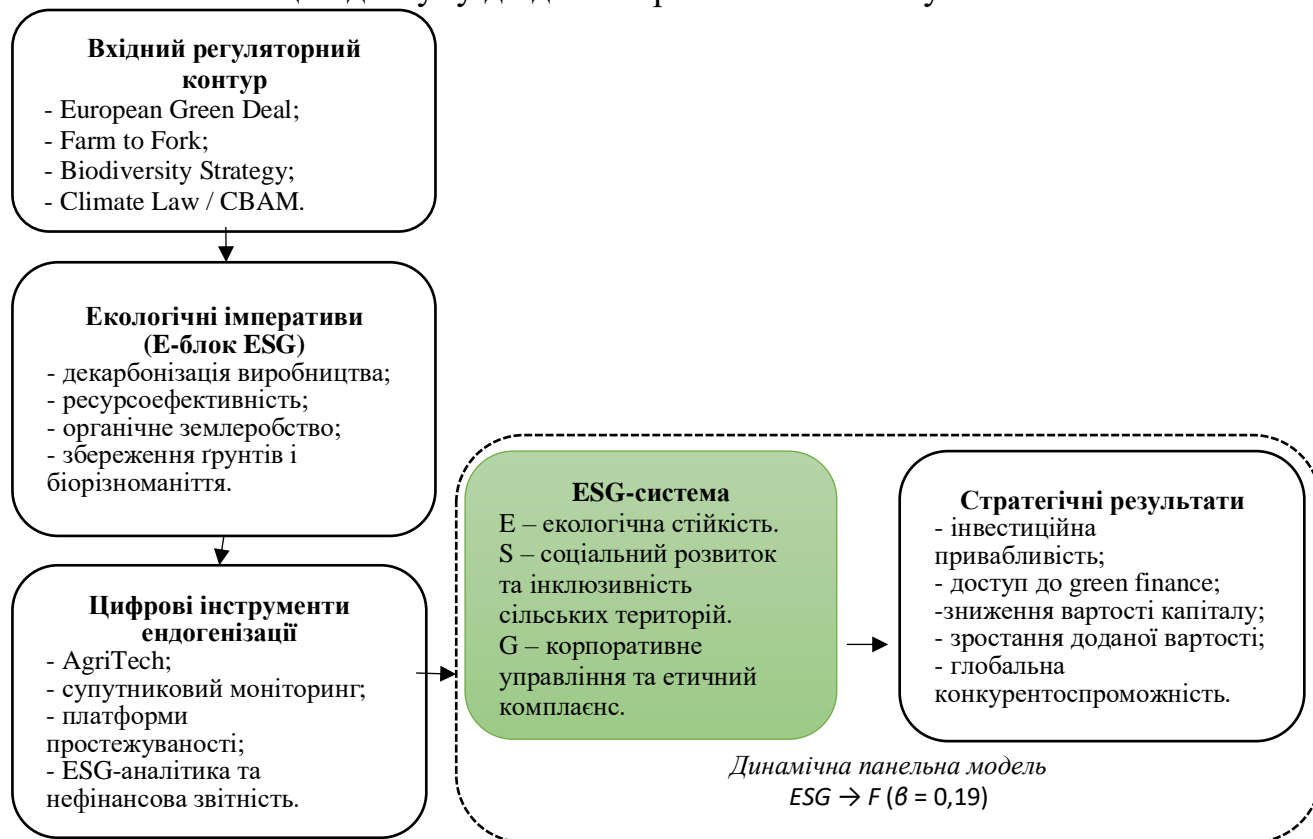 Вхідний регуляторний
контур
- European Green Deal;
- Farm to Fork;
- Biodiversity Strategy;
- Climate Law / CBAM.
Екологічні імперативи
(E-блок ESG)
- декарбонізація виробництва;
- ресурсоефективність;
- органічне землеробство;
- збереження ґрунтів і
біорізноманіття.
Цифрові інструменти
ендогенізації
- AgriTech;
- супутниковий моніторинг;
- платформи
простежуваності;
- ESG-аналітика та
нефінансова звітність.
ESG-система
E – екологічна стійкість.
S – соціальний розвиток
та інклюзивність
сільських територій.
G – корпоративне
управління та етичний
комплаєнс.
Стратегічні результати
- інвестиційна
привабливість;
- доступ до green finance;
-зниження вартості капіталу;
- зростання доданої вартості;
- глобальна
конкурентоспроможність.
Динамічна панельна модель
ESG → F (β = 0,19)